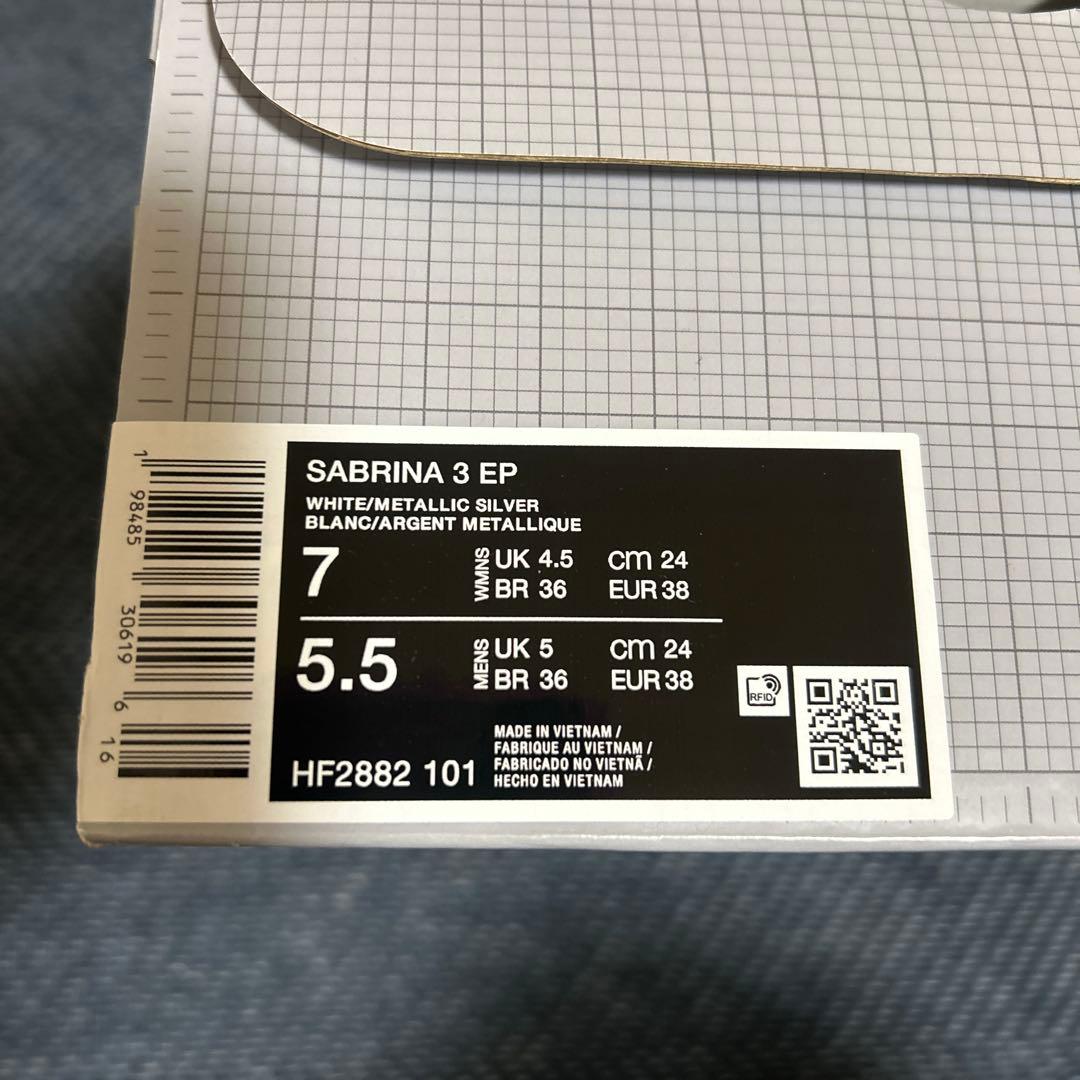 SABRINA 3 EP
WHITE/METALLIC SILVER
BLANC/ARGENT METALLIQUE
7 WMNS UK 4.5 cm 24
BR 36 EUR 38
5.5 MENS UK 5 cm 24
BR 36 EUR 38
RFID
HF2882 101
MADE IN VIETNAM /
FABRIQUE AU VIETNAM /
FABRICADO NO VIETNÃ /
HECHO EN VIETNAM
1 98485 30619 6 16